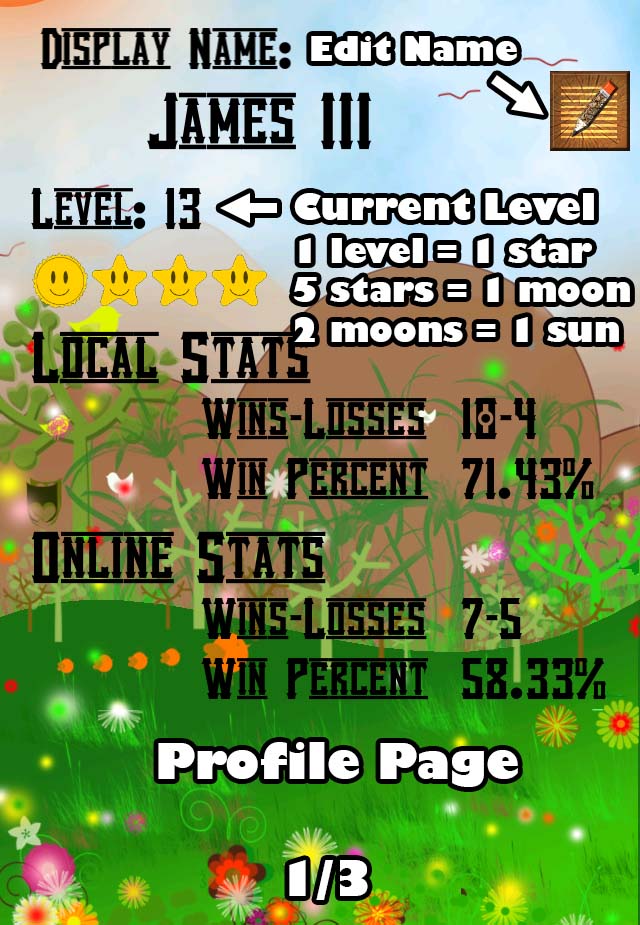 Display Name: Edit Name
James III
Level: 13 Current Level
1 level = 1 star
5 stars = 1 moon
2 moons = 1 sun
Local Stats
Wins-Losses 10-4
Win Percent 71.43%
Online Stats
Wins-Losses 7-5
Win Percent 58.33%
Profile Page
1/3